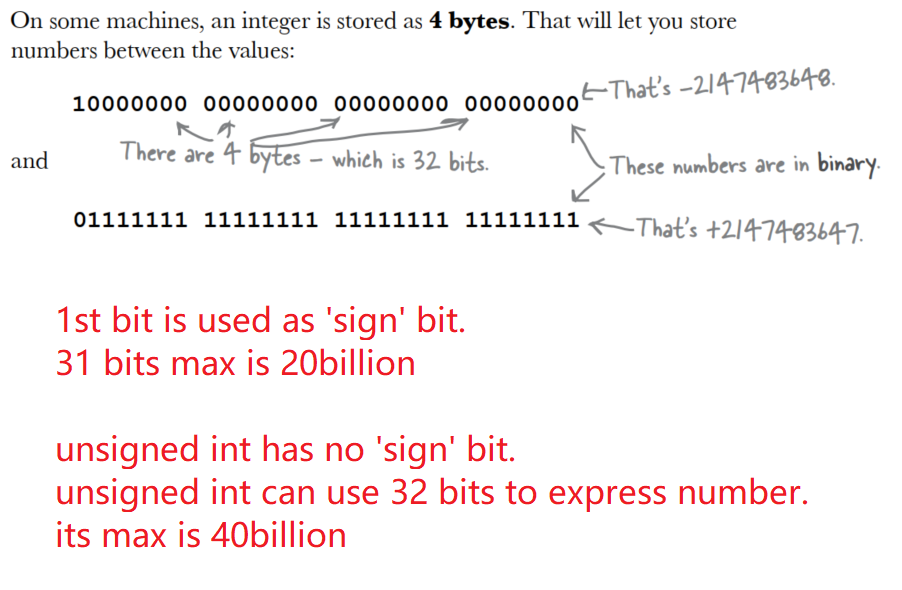 On some machines, an integer is stored as 4 bytes. That will let you store
numbers between the values:
10000000 00000000 00000000 00000000
That's -2147483648.
There are 4 bytes – which is 32 bits.
and
These numbers are in binary.
01111111 11111111 11111111 11111111
That's +2147483647.
1st bit is used as 'sign' bit.
31 bits max is 20billion
unsigned int has no 'sign' bit.
unsigned int can use 32 bits to express number.
its max is 40billion